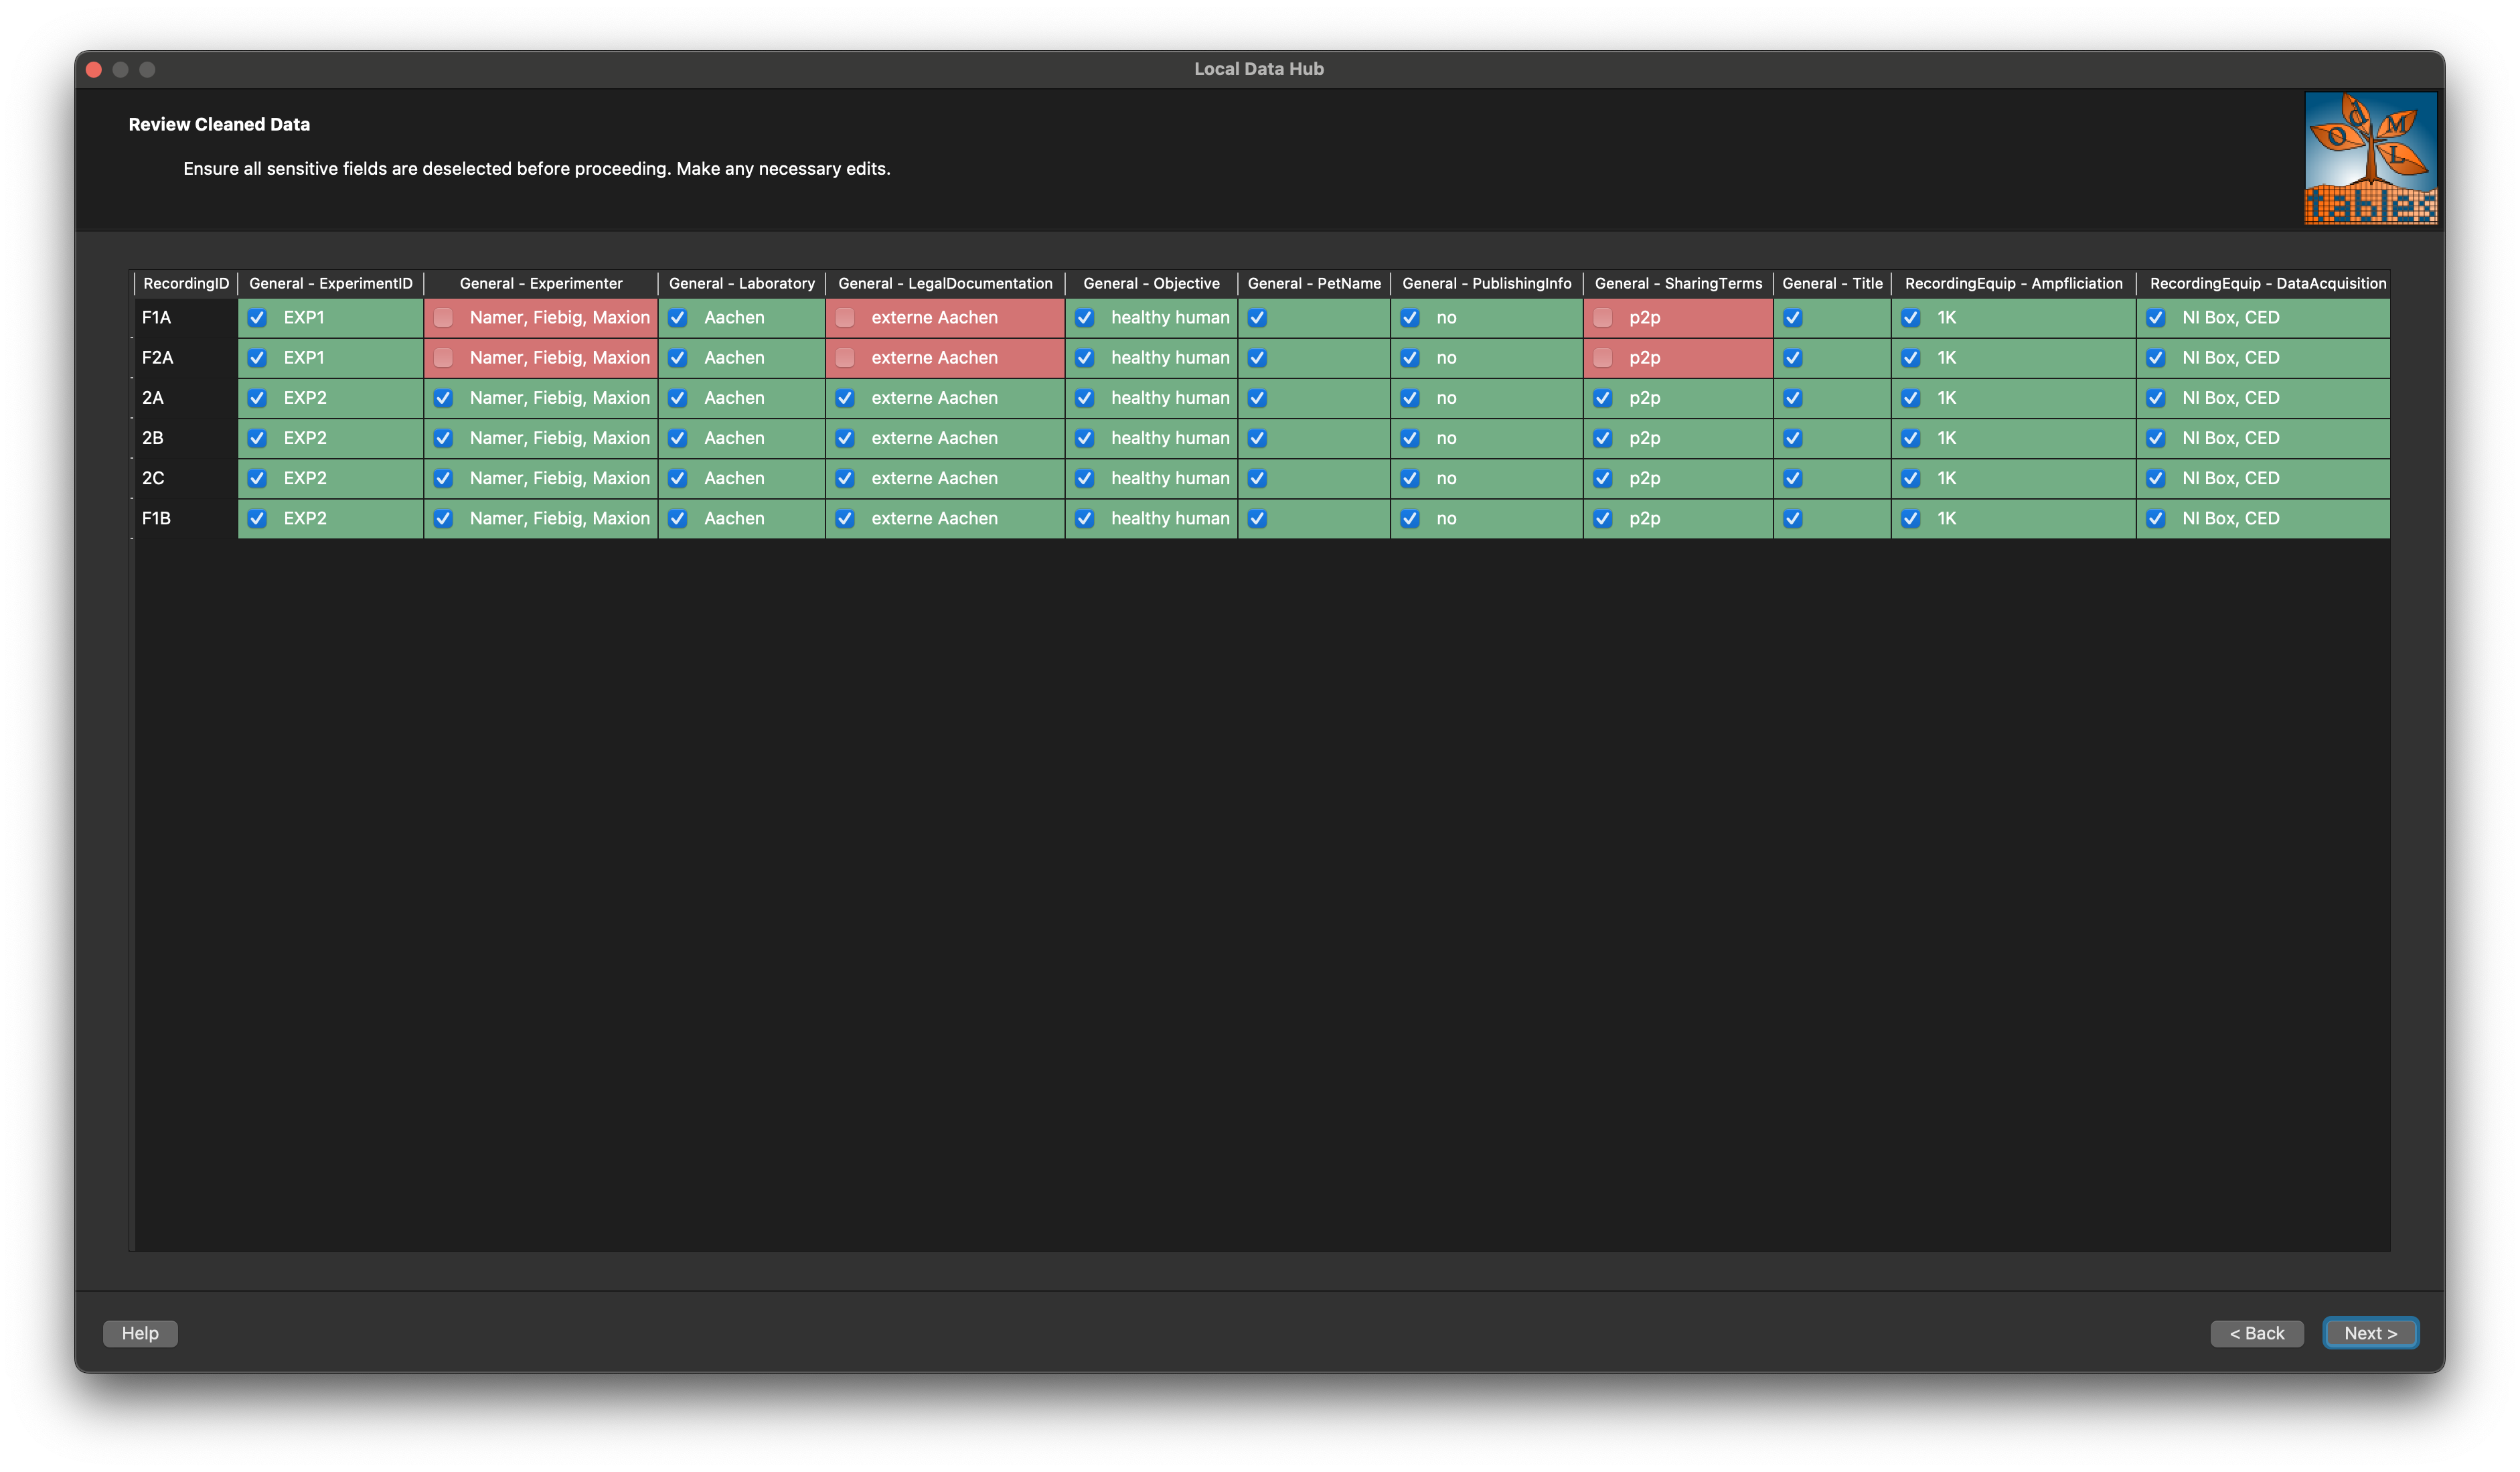 Local Data Hub
Review Cleaned Data
Ensure all sensitive fields are deselected before proceeding. Make any necessary edits.
O d M L
tables
RecordingID General - ExperimentID General - Experimenter General - Laboratory General - LegalDocumentation General - Objective General - PetName General - PublishingInfo General - SharingTerms General - Title RecordingEquip - Ampfliciation RecordingEquip - DataAcquisition
F1A EXP1 Namer, Fiebig, Maxion Aachen externe Aachen healthy human no p2p 1K NI Box, CED
F2A EXP1 Namer, Fiebig, Maxion Aachen externe Aachen healthy human no p2p 1K NI Box, CED
2A EXP2 Namer, Fiebig, Maxion Aachen externe Aachen healthy human no p2p 1K NI Box, CED
2B EXP2 Namer, Fiebig, Maxion Aachen externe Aachen healthy human no p2p 1K NI Box, CED
2C EXP2 Namer, Fiebig, Maxion Aachen externe Aachen healthy human no p2p 1K NI Box, CED
F1B EXP2 Namer, Fiebig, Maxion Aachen externe Aachen healthy human no p2p 1K NI Box, CED
Help < Back Next >